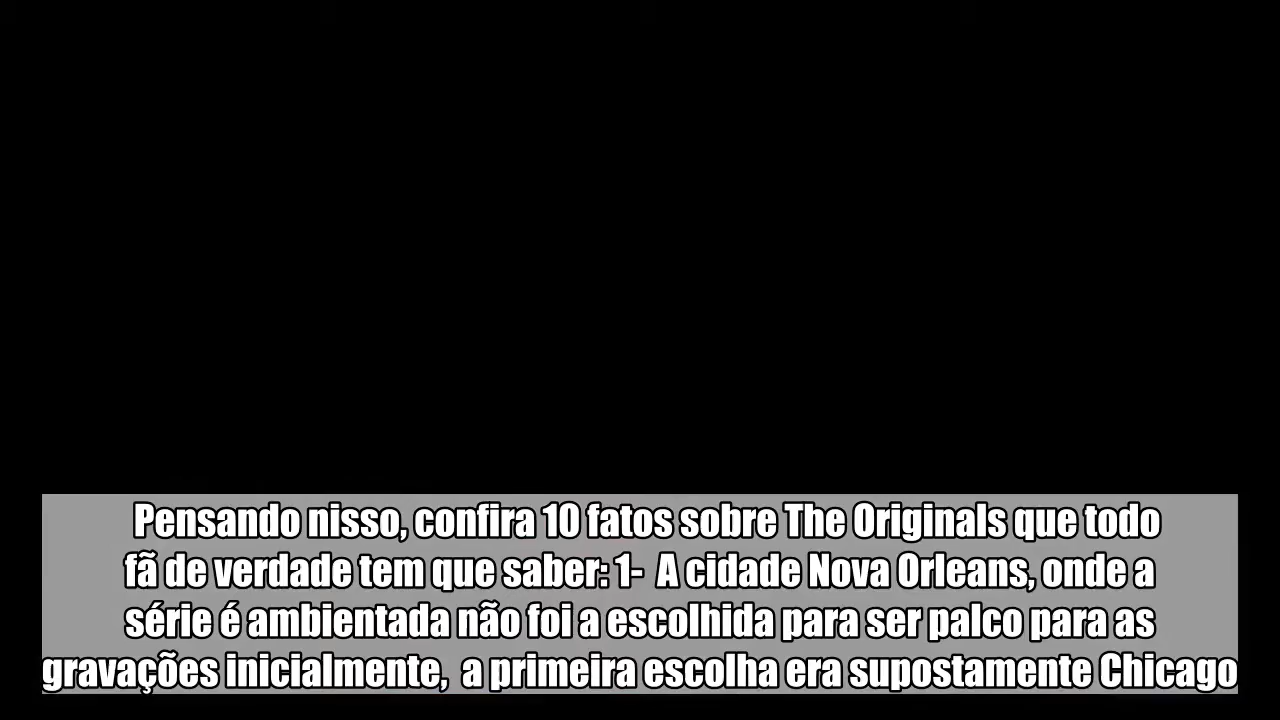 Pensando nisso, confira 10 fatos sobre The Originals que todo
fã de verdade tem que saber: 1-  A cidade Nova Orleans, onde a
série é ambientada não foi a escolhida para ser palco para as
gravações inicialmente,  a primeira escolha era supostamente Chicago